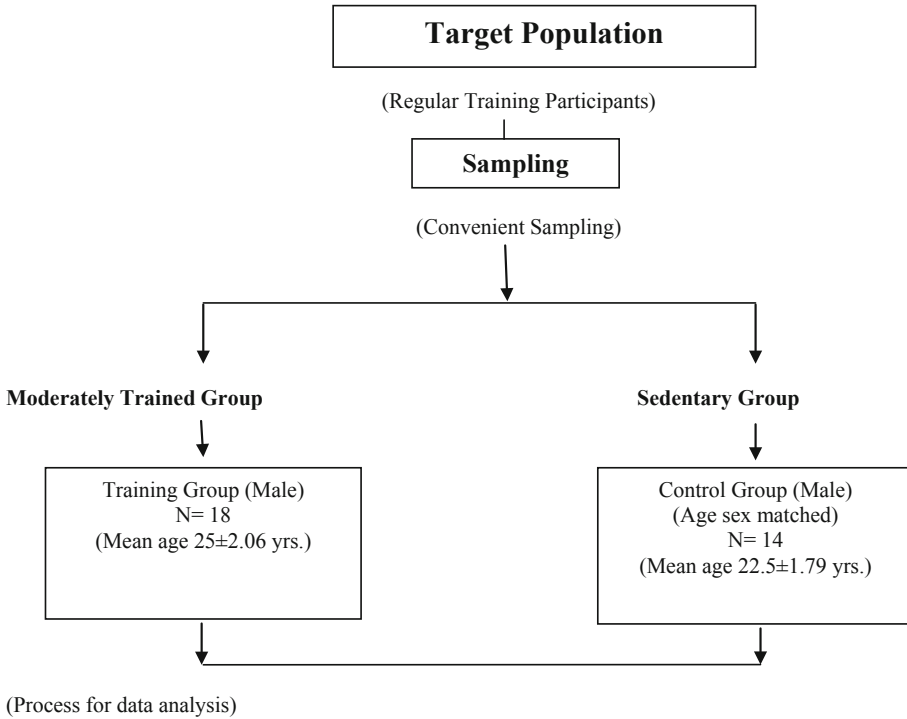 Target Population
(Regular Training Participants)
Sampling
(Convenient Sampling)
Moderately Trained Group
Sedentary Group
Training Group (Male)
N= 18
(Mean age 25±2.06 yrs.)
Control Group (Male)
(Age sex matched)
N= 14
(Mean age 22.5±1.79 yrs.)
(Process for data analysis)